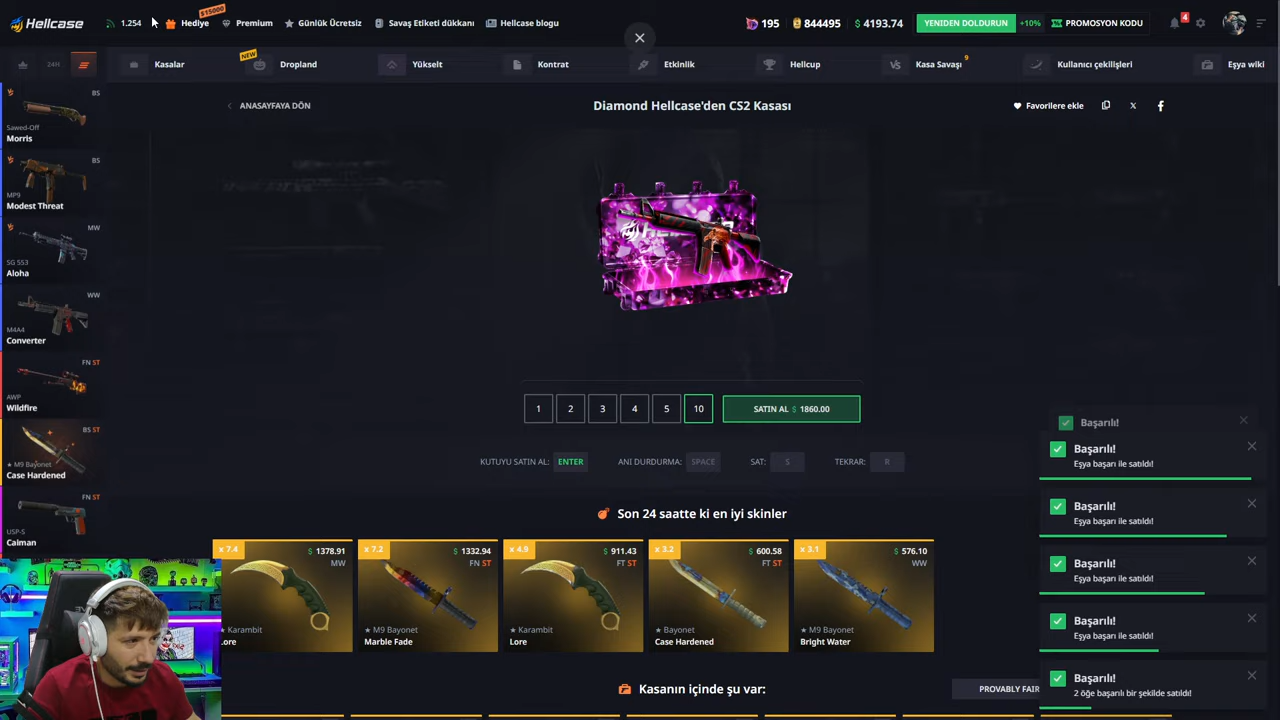 Hellcase
1.254
Hediye
$15000
Premium
Günlük Ücretsiz
Savaş Etiketi dükkanı
Hellcase blogu
195
844495
$ 4193.74
YENİDEN DOLDURUN
+10%
PROMOSYON KODU
4
24H
Kasalar
NEW
Dropland
Yükselt
Kontrat
Etkinlik
Hellcup
VS
Kasa Savaşı
9
Kullanıcı çekilişleri
Eşya wiki
ANASAYFAYA DÖN
Diamond Hellcase'den CS2 Kasası
Favorilere ekle
BS
Sawed-Off
Morris
BS
MP9
Modest Threat
MW
SG 553
Aloha
WW
M4A4
Converter
FN ST
AWP
Wildfire
BS ST
★ M9 Bayonet
Case Hardened
FN ST
USP-S
Caiman
1
2
3
4
5
10
SATIN AL $ 1860.00
KUTUYU SATIN AL: ENTER
ANI DURDURMA: SPACE
SAT: S
TEKRAR: R
Son 24 saatte ki en iyi skinler
x 7.4
$ 1378.91
MW
★ Karambit
Lore
x 7.2
$ 1332.94
FN ST
★ M9 Bayonet
Marble Fade
x 4.9
$ 911.43
FT ST
★ Karambit
Lore
x 3.2
$ 600.58
FT ST
★ Bayonet
Case Hardened
x 3.1
$ 576.10
WW
★ M9 Bayonet
Bright Water
Kasanın içinde şu var:
PROVABLY FAIR
Başarılı!
Başarılı!
Eşya başarı ile satıldı!
Başarılı!
Eşya başarı ile satıldı!
Başarılı!
Eşya başarı ile satıldı!
Başarılı!
Eşya başarı ile satıldı!
Başarılı!
2 öğe başarılı bir şekilde satıldı!